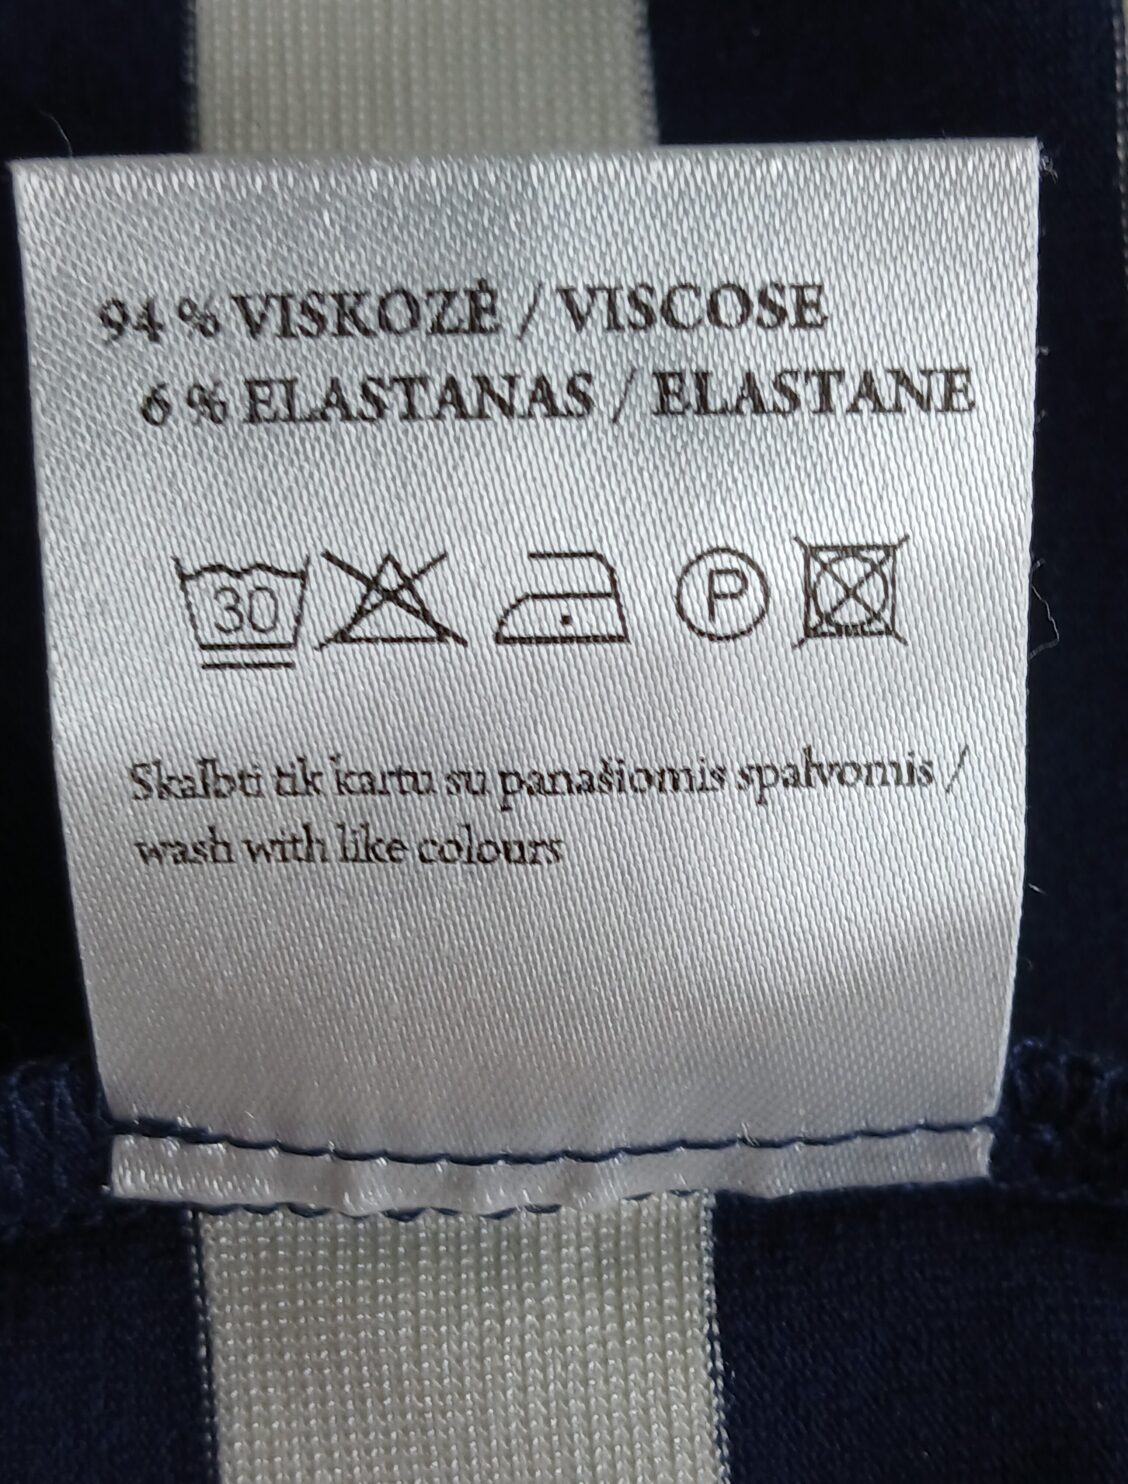 94 % VISKOZĖ / VISCOSE
6 % ELASTANAS / ELASTANE
30 P
Skalbti tik kartu su panašiomis spalvomis /
wash with like colours